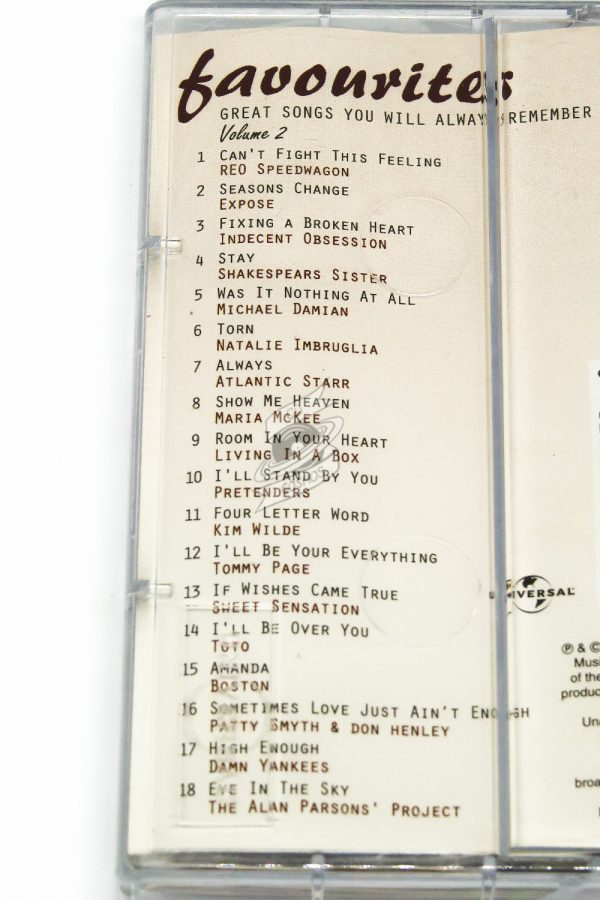 favourites
GREAT SONGS YOU WILL ALWAYS REMEMBER
Volume 2
1 CAN'T FIGHT THIS FEELING
REO SPEEDWAGON
2 SEASONS CHANGE
EXPOSE
3 FIXING A BROKEN HEART
INDECENT OBSESSION
4 STAY
SHAKESPEARS SISTER
5 WAS IT NOTHING AT ALL
MICHAEL DAMIAN
6 TORN
NATALIE IMBRUGLIA
7 ALWAYS
ATLANTIC STARR
8 SHOW ME HEAVEN
MARIA MCKEE
9 ROOM IN YOUR HEART
LIVING IN A BOX
10 I'LL STAND BY YOU
PRETENDERS
11 FOUR LETTER WORD
KIM WILDE
12 I'LL BE YOUR EVERYTHING
TOMMY PAGE
13 IF WISHES CAME TRUE
SWEET SENSATION
14 I'LL BE OVER YOU
TOTO
15 AMANDA
BOSTON
16 SOMETIMES LOVE JUST AIN'T ENOUGH
PATTY SMYTH & DON HENLEY
17 HIGH ENOUGH
DAMN YANKEES
18 EYE IN THE SKY
THE ALAN PARSONS' PROJECT
UNIVERSAL
℗ & ©
Musi
of the
produc
Una
broa